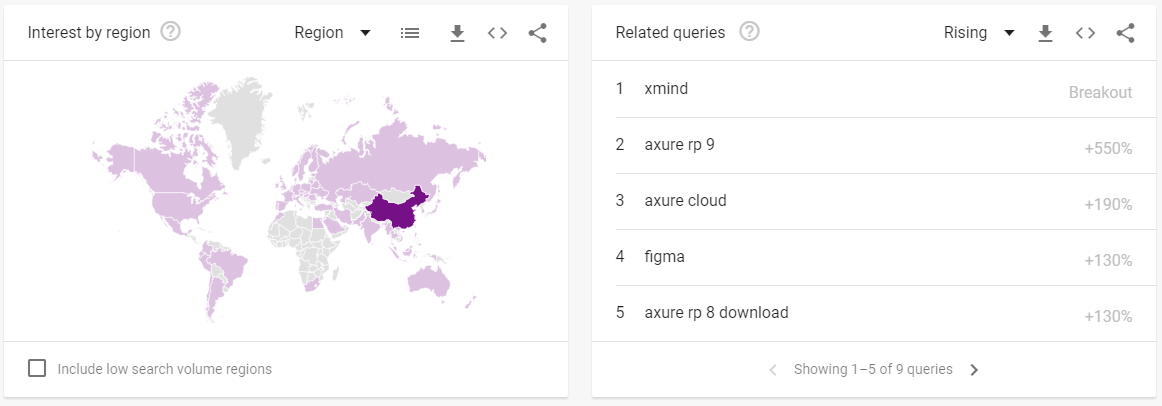 Interest by region
Region
Include low search volume regions
Related queries
Rising
1 xmind Breakout
2 axure rp 9 +550%
3 axure cloud +190%
4 figma +130%
5 axure rp 8 download +130%
Showing 1–5 of 9 queries